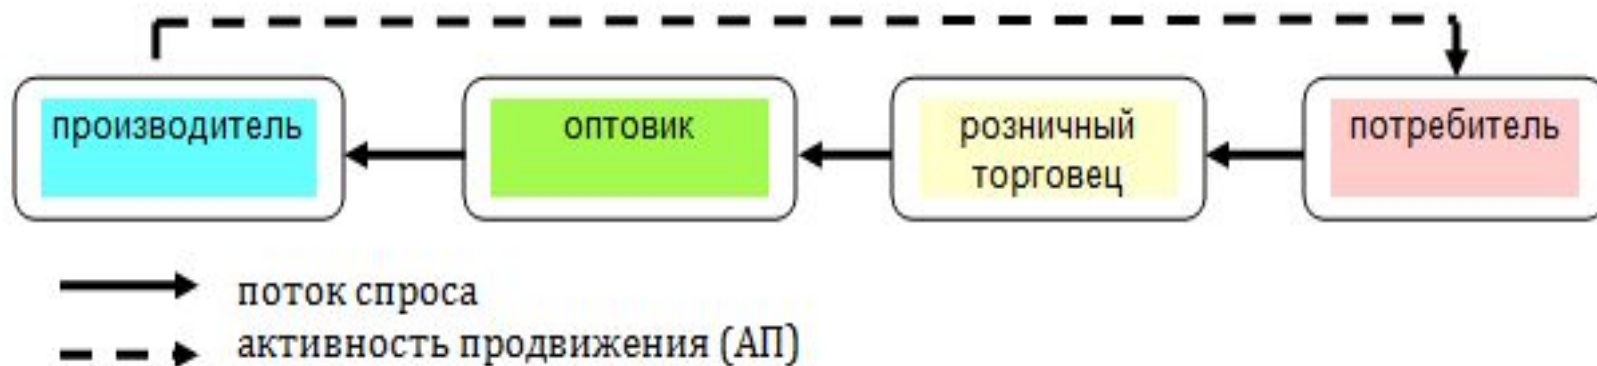 производитель
оптовик
розничный
торговец
потребитель
поток спроса
активность продвижения (АП)